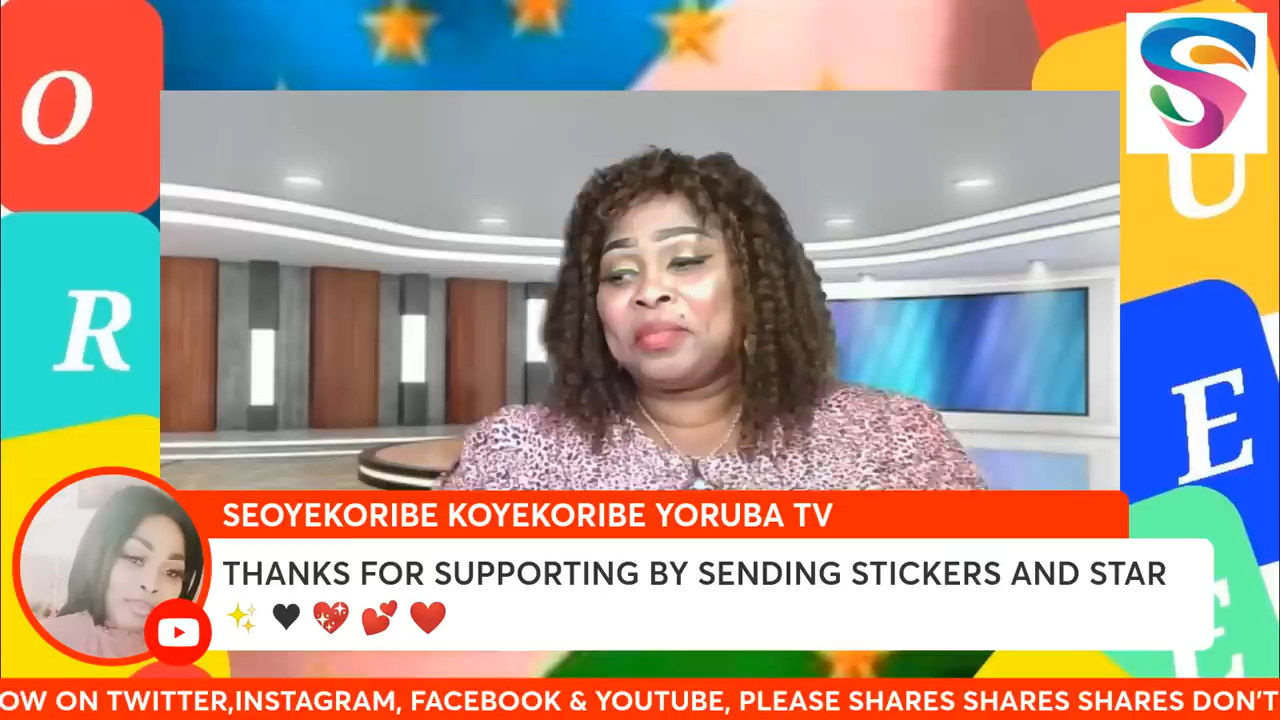 O
R
U
E
E
SEOYEKORIBE KOYEKORIBE YORUBA TV
THANKS FOR SUPPORTING BY SENDING STICKERS AND STAR
✨ 🖤 💖 💕 ❤️
OW ON TWITTER,INSTAGRAM, FACEBOOK & YOUTUBE, PLEASE SHARES SHARES SHARES DON'T